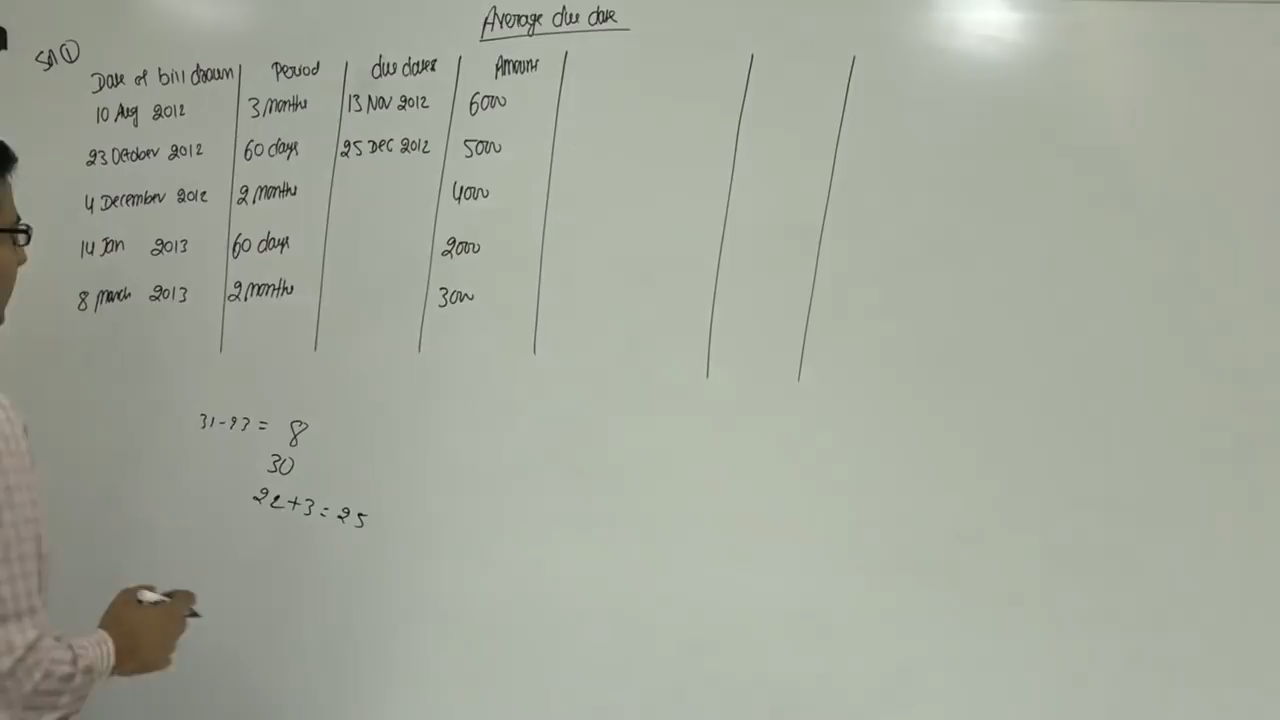 Average due date
Sn ①
Date of bill drawn Period due dates Amount
10 Aug 2012 3 months 13 Nov 2012 6000
23 October 2012 60 days 25 Dec 2012 5000
4 December 2012 2 months 4000
14 Jan 2013 60 days 2000
8 march 2013 2 months 3000
31-23 = 8
30
22+3=25